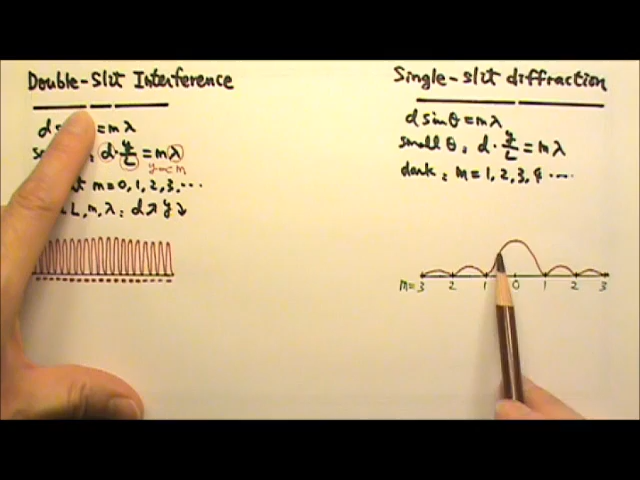 Double-Slit Interference
= mλ
d · y/L = mλ
y ∝ m
m = 0, 1, 2, 3, ...
L, m, λ : d↗ y↓
Single-slit diffraction
d sinθ = mλ
small θ : d · y/L = mλ
dark : m = 1, 2, 3, 4 ....
m= 3 2 1 0 1 2 3